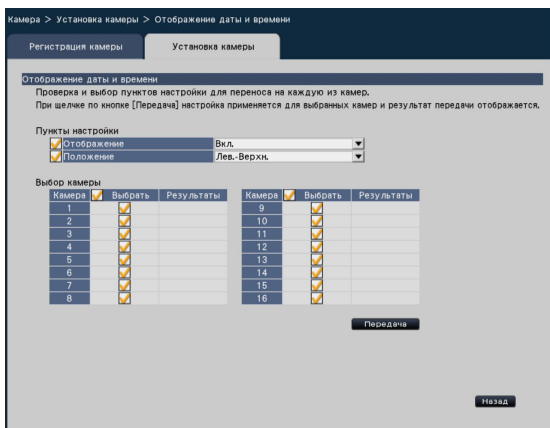 Камера > Установка камеры > Отображение даты и времени
Регистрация камеры Установка камеры
Отображение даты и времени
Проверка и выбор пунктов настройки для переноса на каждую из камер.
При щелчке по кнопке [Передача] настройка применяется для выбранных камер и результат передачи отображается.
Пункты настройки
Отображение Вкл.
Положение Лев.-Верхн.
Выбор камеры
Камера Выбрать Результаты Камера Выбрать Результаты
1 9
2 10
3 11
4 12
5 13
6 14
7 15
8 16
Передача
Назад